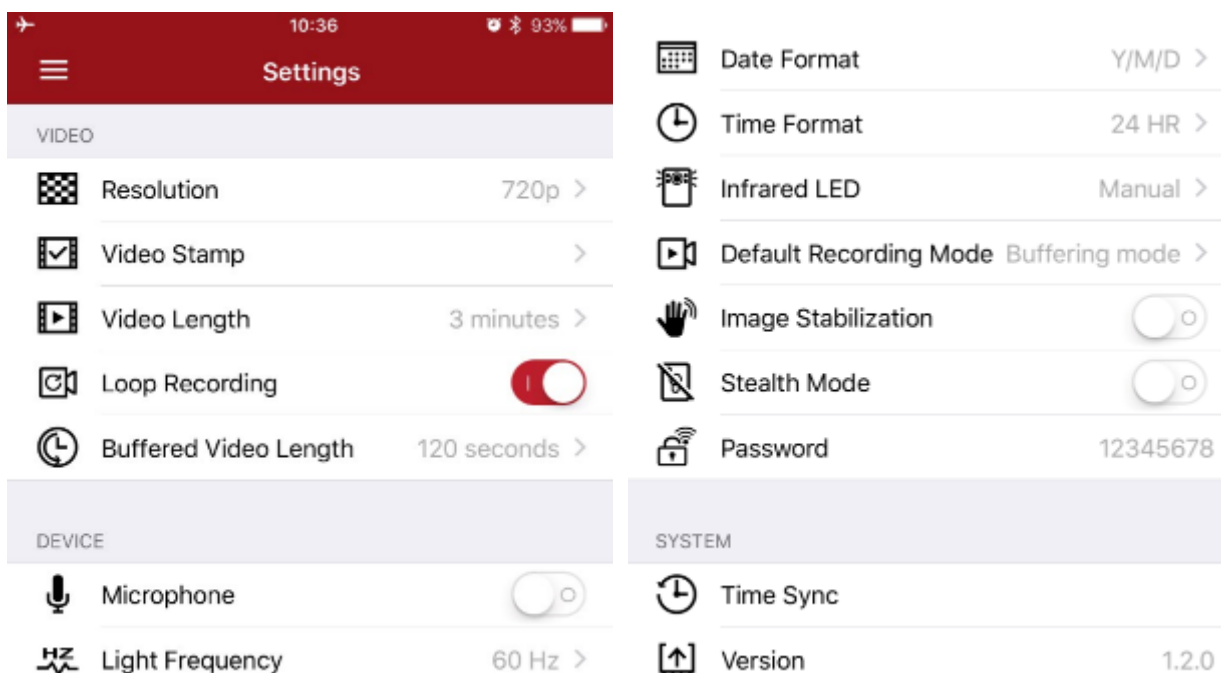 10:36
93%
Settings
VIDEO
Resolution 720p
Video Stamp
Video Length 3 minutes
Loop Recording
Buffered Video Length 120 seconds
DEVICE
Microphone
HZ Light Frequency 60 Hz
Date Format Y/M/D
Time Format 24 HR
Infrared LED Manual
Default Recording Mode Buffering mode
Image Stabilization
Stealth Mode
Password 12345678
SYSTEM
Time Sync
Version 1.2.0